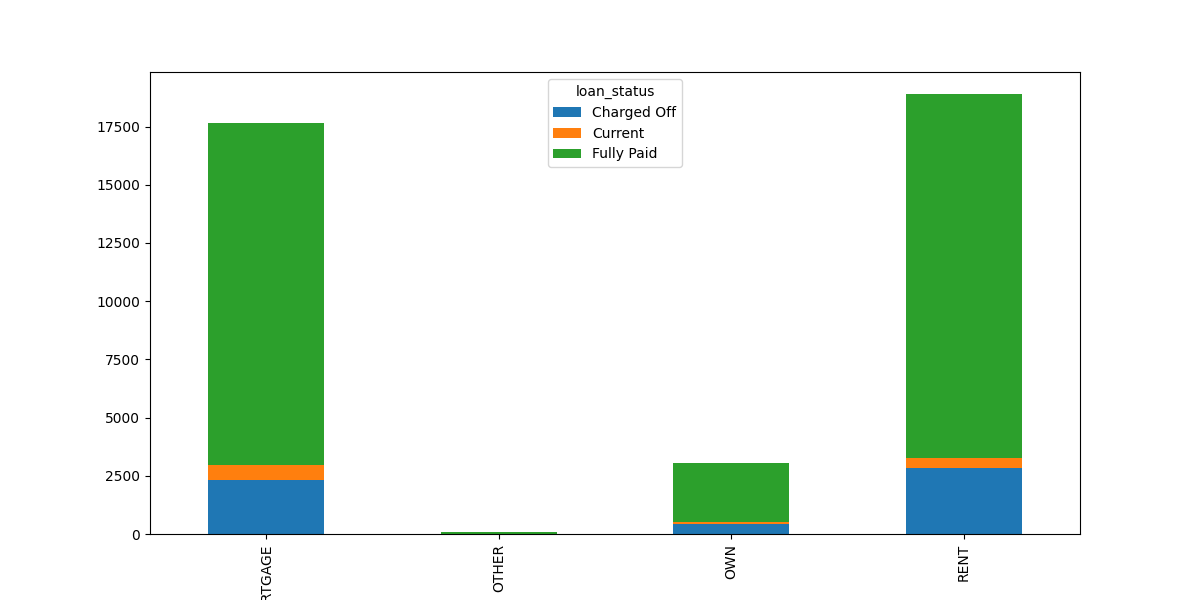 loan_status
Charged Off
Current
Fully Paid
17500
15000
12500
10000
7500
5000
2500
0
RTGAGE
OTHER
OWN
RENT